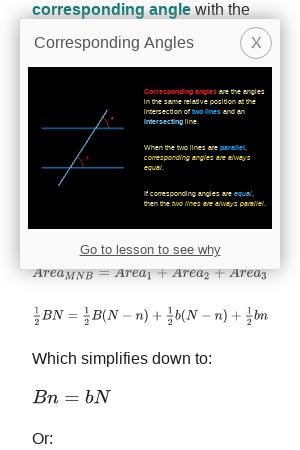 corresponding angle with the
Corresponding Angles
X
Corresponding angles are the angles
in the same relative position at the
intersection of two lines and an
intersecting line.
When the two lines are parallel,
corresponding angles are always
equal.
If corresponding angles are equal,
then the two lines are always parallel.
Go to lesson to see why
Area_{MNB} = Area_1 + Area_2 + Area_3
\frac{1}{2}BN = \frac{1}{2}B(N − n) + \frac{1}{2}b(N − n) + \frac{1}{2}bn
Which simplifies down to:
Bn = bN
Or: